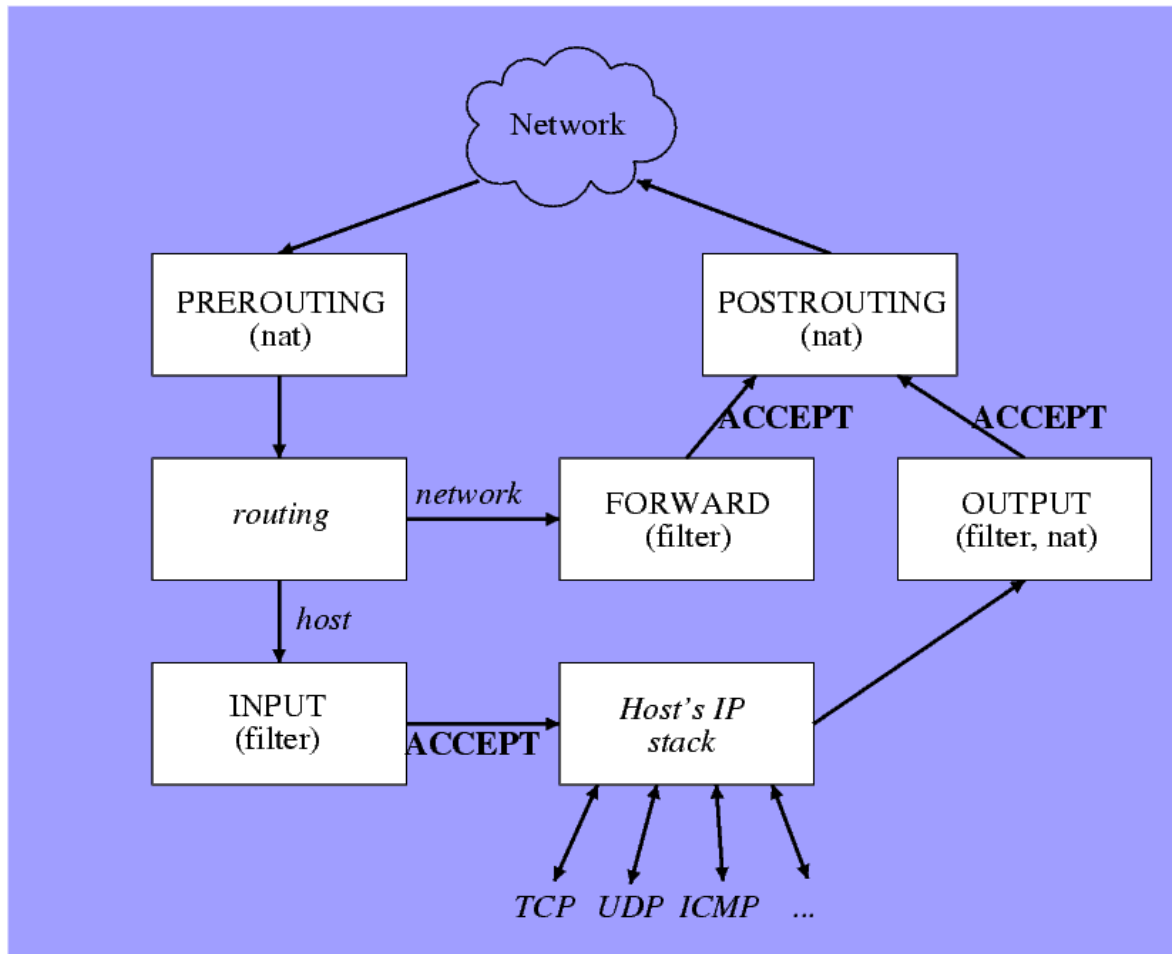 Network
PREROUTING
(nat)
POSTROUTING
(nat)
ACCEPT
ACCEPT
routing
network
FORWARD
(filter)
OUTPUT
(filter, nat)
host
INPUT
(filter)
ACCEPT
Host's IP
stack
TCP UDP ICMP ...